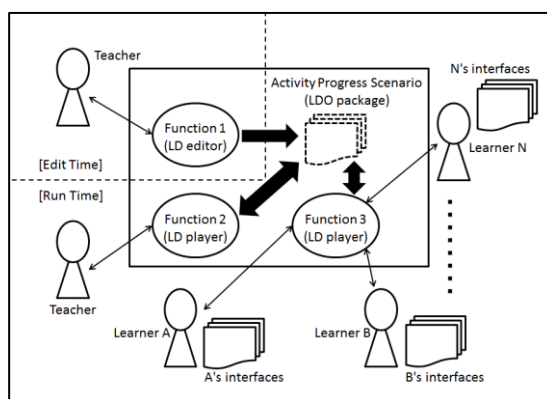 Teacher
Activity Progress Scenario
(LDO package)
N's interfaces
Function 1
(LD editor)
Learner N
[Edit Time]
[Run Time]
Function 2
(LD player)
Function 3
(LD player)
Teacher
Learner A
Learner B
A's interfaces
B's interfaces